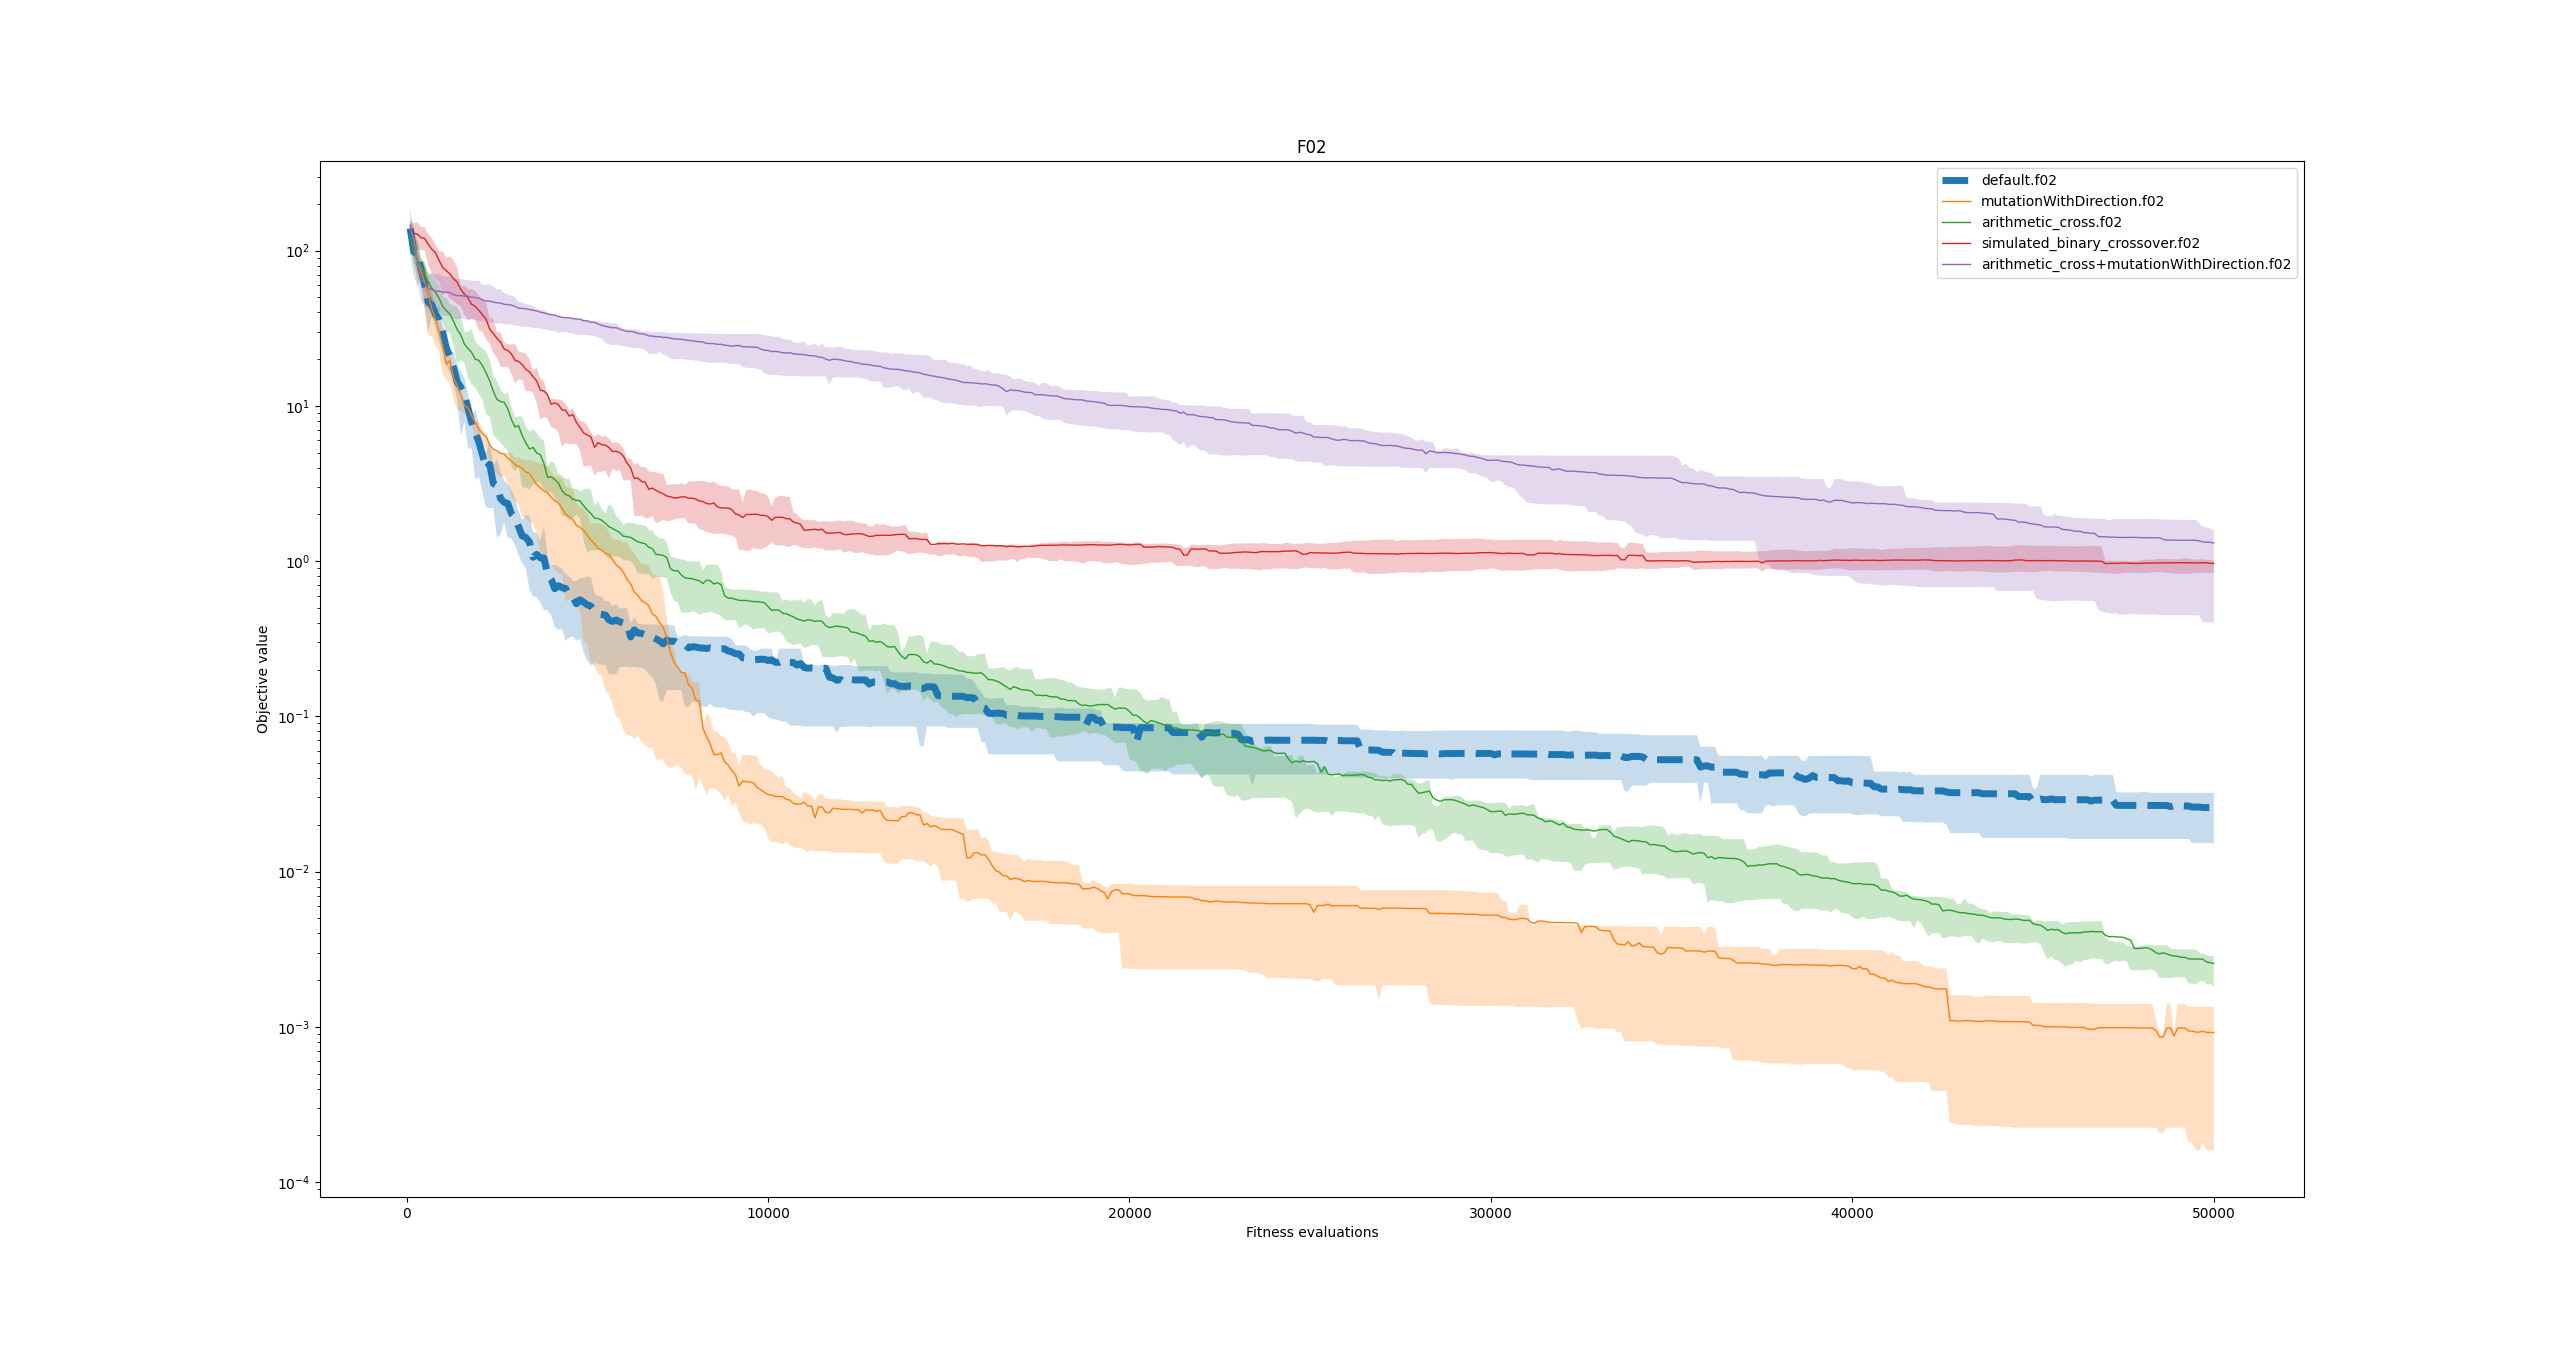 F02
default.f02
mutationWithDirection.f02
arithmetic_cross.f02
simulated_binary_crossover.f02
arithmetic_cross+mutationWithDirection.f02
Objective value
10²
10¹
10⁰
10⁻¹
10⁻²
10⁻³
10⁻⁴
0 10000 20000 30000 40000 50000
Fitness evaluations